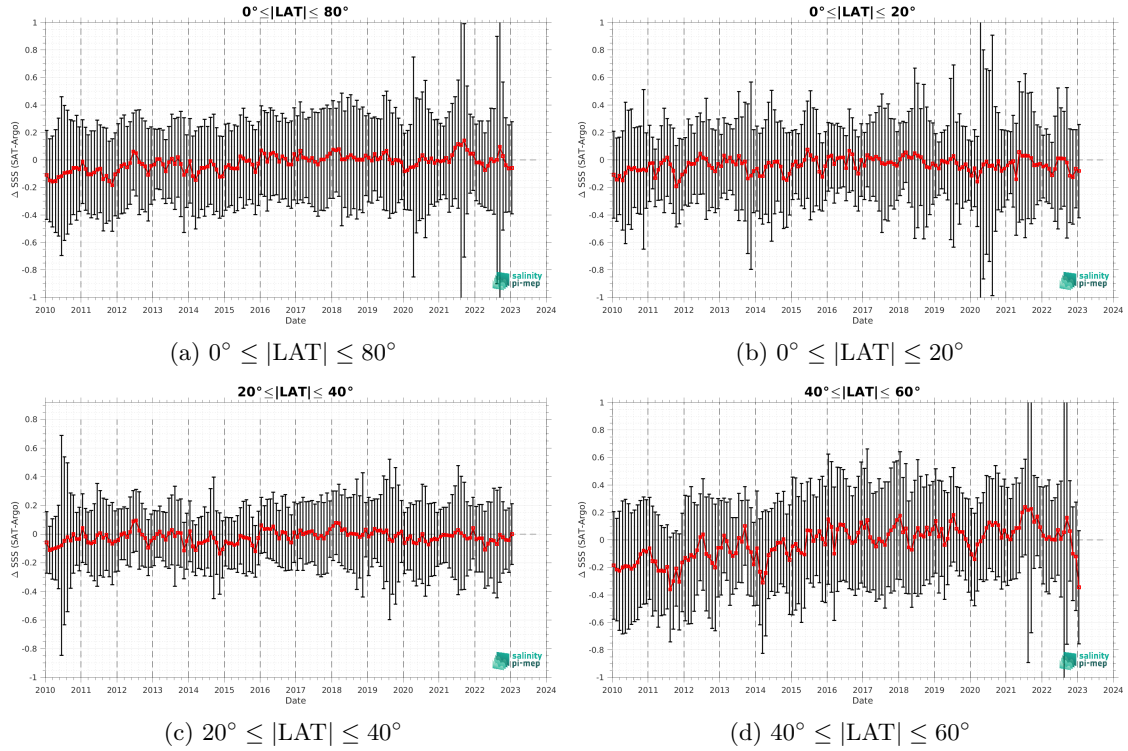 0°≤|LAT|≤ 80°
1
0.8
0.6
0.4
0.2
0
-0.2
-0.4
-0.6
-0.8
-1
Δ SSS (SAT-Argo)
2010 2011 2012 2013 2014 2015 2016 2017 2018 2019 2020 2021 2022 2023 2024
Date
salinity
pi-mep
(a) 0° ≤ |LAT| ≤ 80°
0°≤|LAT|≤ 20°
1
0.8
0.6
0.4
0.2
0
-0.2
-0.4
-0.6
-0.8
-1
Δ SSS (SAT-Argo)
2010 2011 2012 2013 2014 2015 2016 2017 2018 2019 2020 2021 2022 2023 2024
Date
salinity
pi-mep
(b) 0° ≤ |LAT| ≤ 20°
20°≤|LAT|≤ 40°
0.8
0.6
0.4
0.2
0
-0.2
-0.4
-0.6
-0.8
-1
Δ SSS (SAT-Argo)
2010 2011 2012 2013 2014 2015 2016 2017 2018 2019 2020 2021 2022 2023 2024
Date
salinity
pi-mep
(c) 20° ≤ |LAT| ≤ 40°
40°≤|LAT|≤ 60°
1
0.8
0.6
0.4
0.2
0
-0.2
-0.4
-0.6
-0.8
-1
Δ SSS (SAT-Argo)
2010 2011 2012 2013 2014 2015 2016 2017 2018 2019 2020 2021 2022 2023 2024
Date
salinity
pi-mep
(d) 40° ≤ |LAT| ≤ 60°